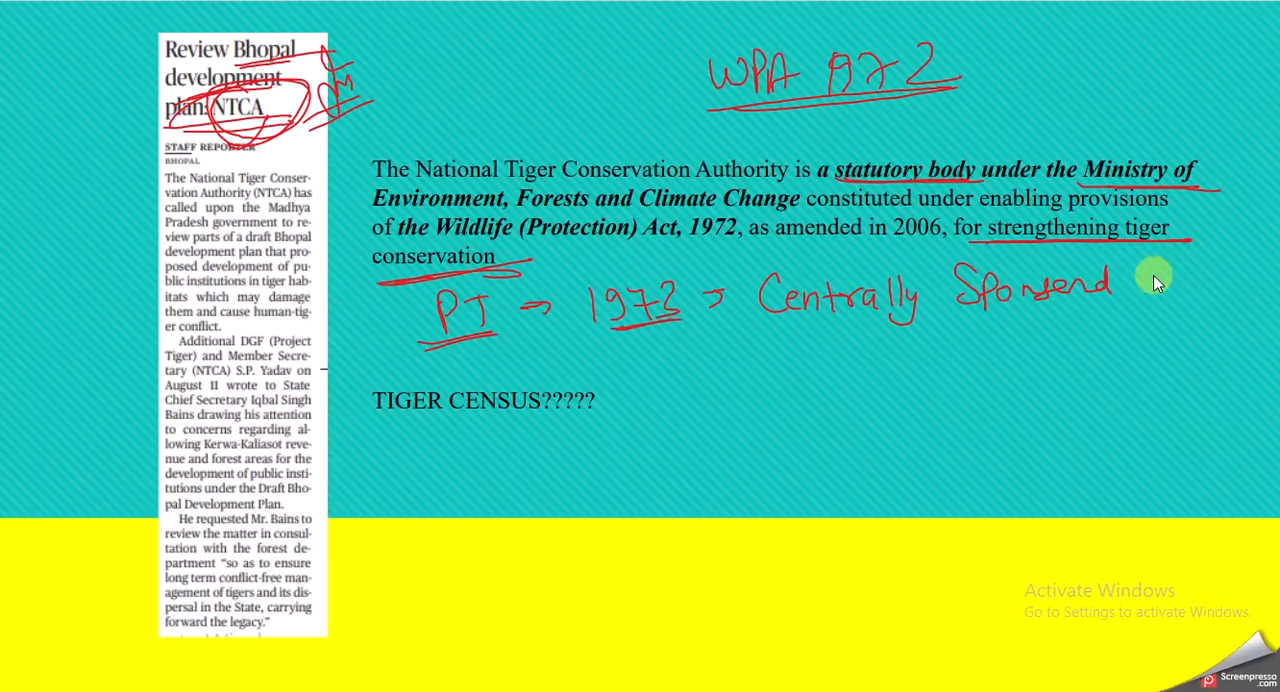 Review Bhopal
development
plan: NTCA
STAFF REPORTER
BHOPAL
The National Tiger Conser-
vation Authority (NTCA) has
called upon the Madhya
Pradesh government to re-
view parts of a draft Bhopal
development plan that pro-
posed development of pu-
blic institutions in tiger hab-
itats which may damage
them and cause human-tig-
er conflict.
Additional DGF (Project
Tiger) and Member Secre-
tary (NTCA) S.P. Yadav on
August 11 wrote to State
Chief Secretary Iqbal Singh
Bains drawing his attention
to concerns regarding al-
lowing Kerwa-Kaliasot reve-
nue and forest areas for the
development of public insti-
tutions under the Draft Bho-
pal Development Plan.
He requested Mr. Bains to
review the matter in consul-
tation with the forest de-
partment “so as to ensure
long term conflict-free man-
agement of tigers and its dis-
persal in the State, carrying
forward the legacy.”
WPA 1972
The National Tiger Conservation Authority is a statutory body under the Ministry of
Environment, Forests and Climate Change constituted under enabling provisions
of the Wildlife (Protection) Act, 1972, as amended in 2006, for strengthening tiger
conservation
PT ⇒ 1973 ⇒ Centrally
TIGER CENSUS?????
Activate Windows
Go to Settings to activate Windows.
Screenpresso
.com